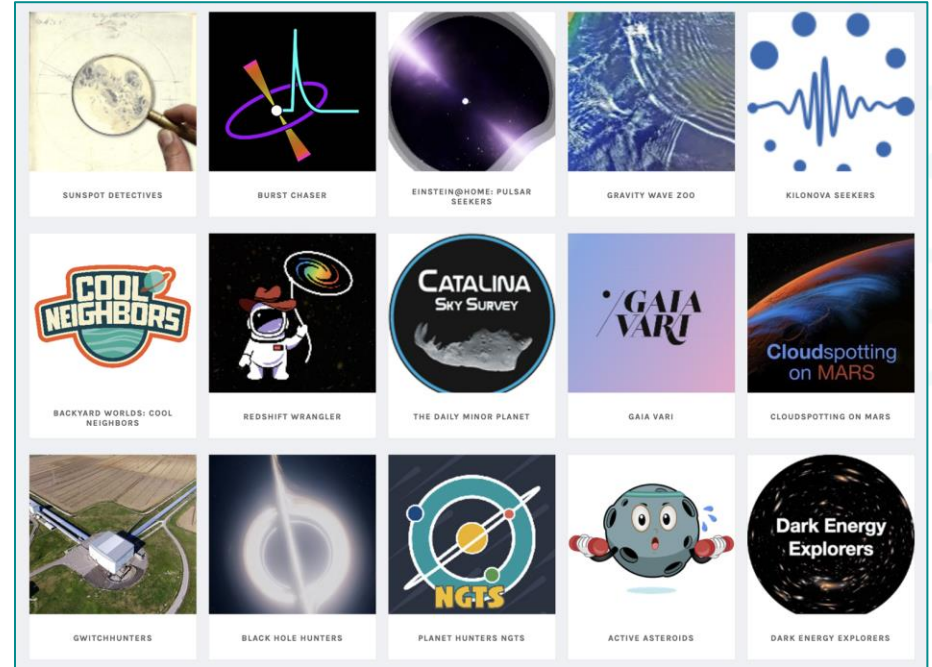 SUNSPOT DETECTIVES
BURST CHASER
EINSTEIN@HOME: PULSAR
SEEKERS
GRAVITY WAVE ZOO
KILONOVA SEEKERS
COOL
NEIGHBORS
BACKYARD WORLDS: COOL
NEIGHBORS
REDSHIFT WRANGLER
CATALINA
SKY SURVEY
THE DAILY MINOR PLANET
GAIA
VARI
GAIA VARI
Cloudspotting
on MARS
CLOUDSPOTTING ON MARS
GWITCHHUNTERS
BLACK HOLE HUNTERS
NGTS
PLANET HUNTERS NGTS
ACTIVE ASTEROIDS
Dark Energy
Explorers
DARK ENERGY EXPLORERS